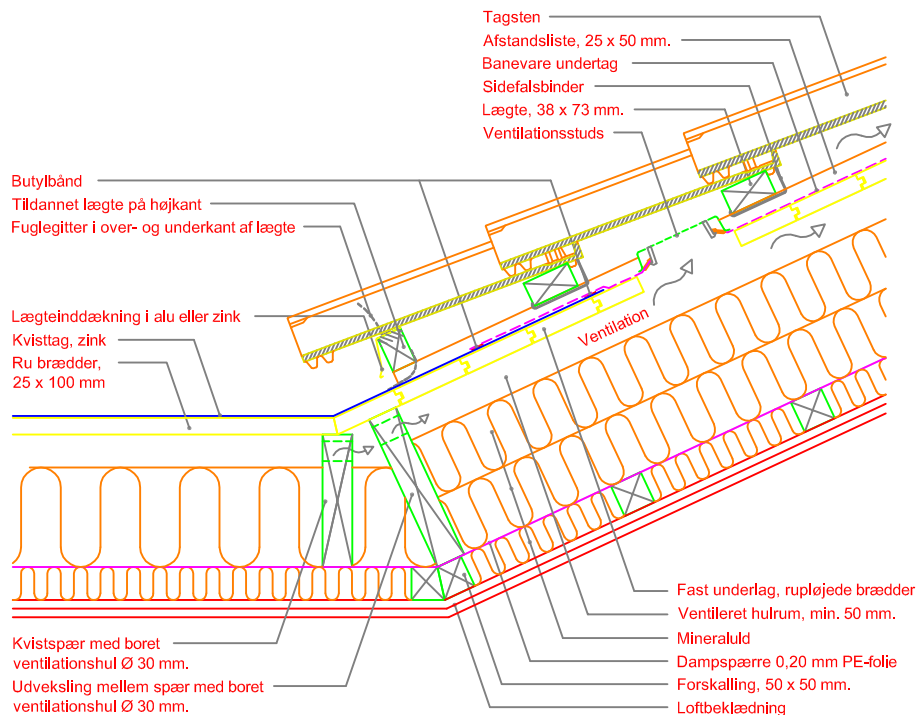 Tagsten
Afstandsliste, 25 x 50 mm.
Banevare undertag
Sidefalsbinder
Lægte, 38 x 73 mm.
Ventilationsstuds
Butylbånd
Tildannet lægte på højkant
Fuglegitter i over- og underkant af lægte
Lægteinddækning i alu eller zink
Kvisttag, zink
Ru brædder,
25 x 100 mm
Ventilation
Fast underlag, rupløjede brædder
Ventileret hulrum, min. 50 mm.
Mineraluld
Dampspærre 0,20 mm PE-folie
Forskalling, 50 x 50 mm.
Loftbeklædning
Kvistspær med boret
ventilationshul Ø 30 mm.
Udveksling mellem spær med boret
ventilationshul Ø 30 mm.